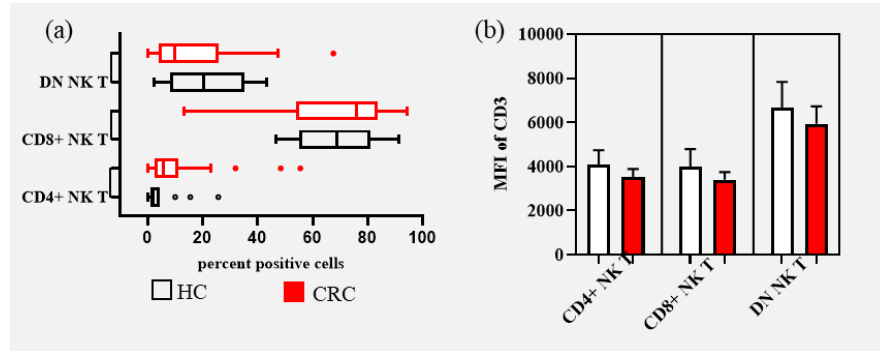 (a)
DN NK T
CD8+ NK T
CD4+ NK T
0 20 40 60 80 100
percent positive cells
HC CRC
(b)
MFI of CD3
10000
8000
6000
4000
2000
0
CD4+ NK T
CD8+ NK T
DN NK T